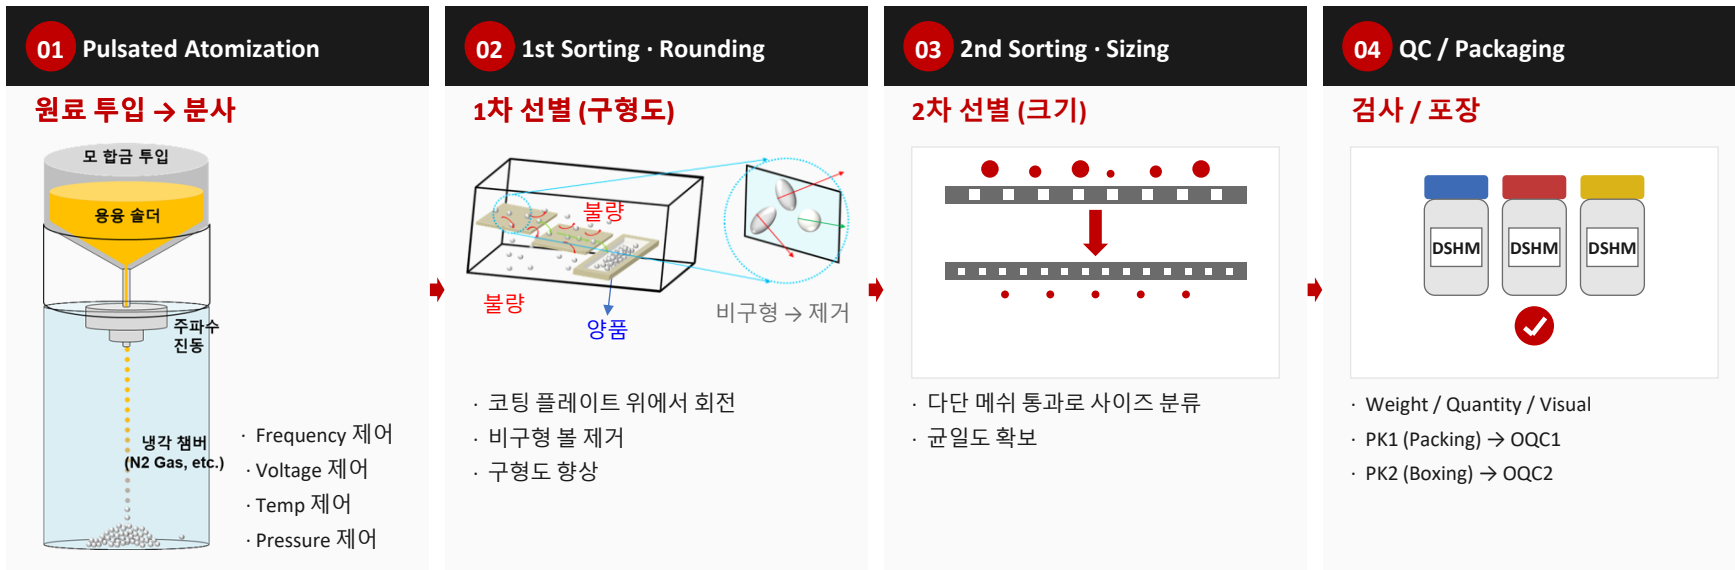 01 Pulsated Atomization
원료 투입 → 분사
모 합금 투입
용융 솔더
주파수
진동
냉각 챔버
(N2 Gas, etc.)
· Frequency 제어
· Voltage 제어
· Temp 제어
· Pressure 제어
02 1st Sorting · Rounding
1차 선별 (구형도)
불량
불량
양품
비구형 → 제거
· 코팅 플레이트 위에서 회전
· 비구형 볼 제거
· 구형도 향상
03 2nd Sorting · Sizing
2차 선별 (크기)
· 다단 메쉬 통과로 사이즈 분류
· 균일도 확보
04 QC / Packaging
검사 / 포장
DSHM DSHM DSHM
· Weight / Quantity / Visual
· PK1 (Packing) → OQC1
· PK2 (Boxing) → OQC2